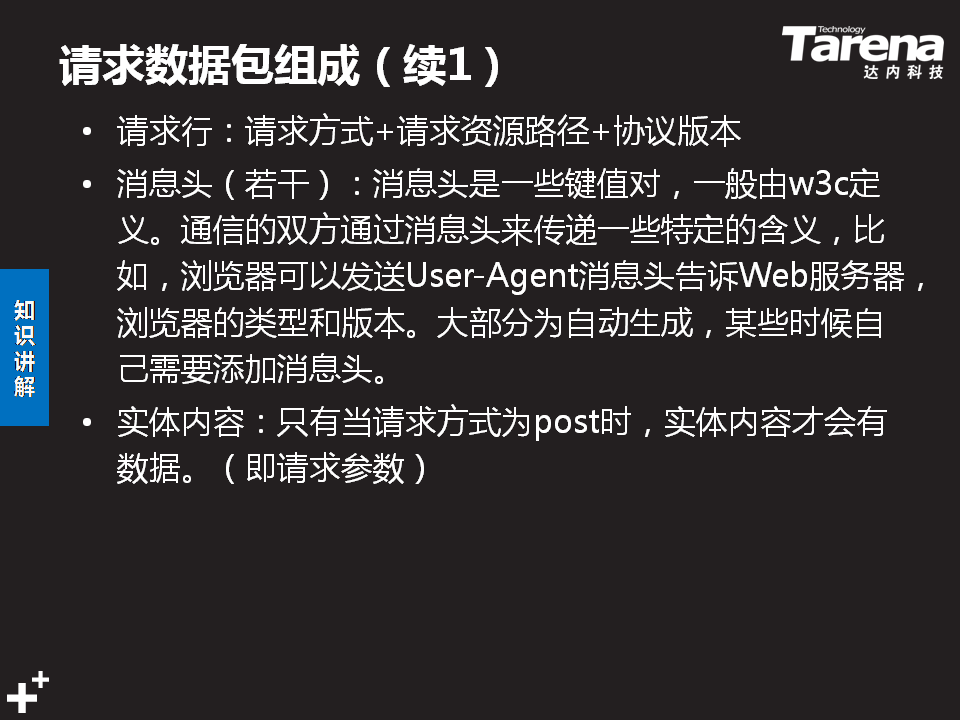 请求数据包组成（续1）
Technology
Tarena
达内科技
• 请求行：请求方式+请求资源路径+协议版本
• 消息头（若干）：消息头是一些键值对，一般由w3c定
义。通信的双方通过消息头来传递一些特定的含义，比
如，浏览器可以发送User-Agent消息头告诉Web服务器，
浏览器的类型和版本。大部分为自动生成，某些时候自
己需要添加消息头。
• 实体内容：只有当请求方式为post时，实体内容才会有
数据。（即请求参数）
知
识
讲
解